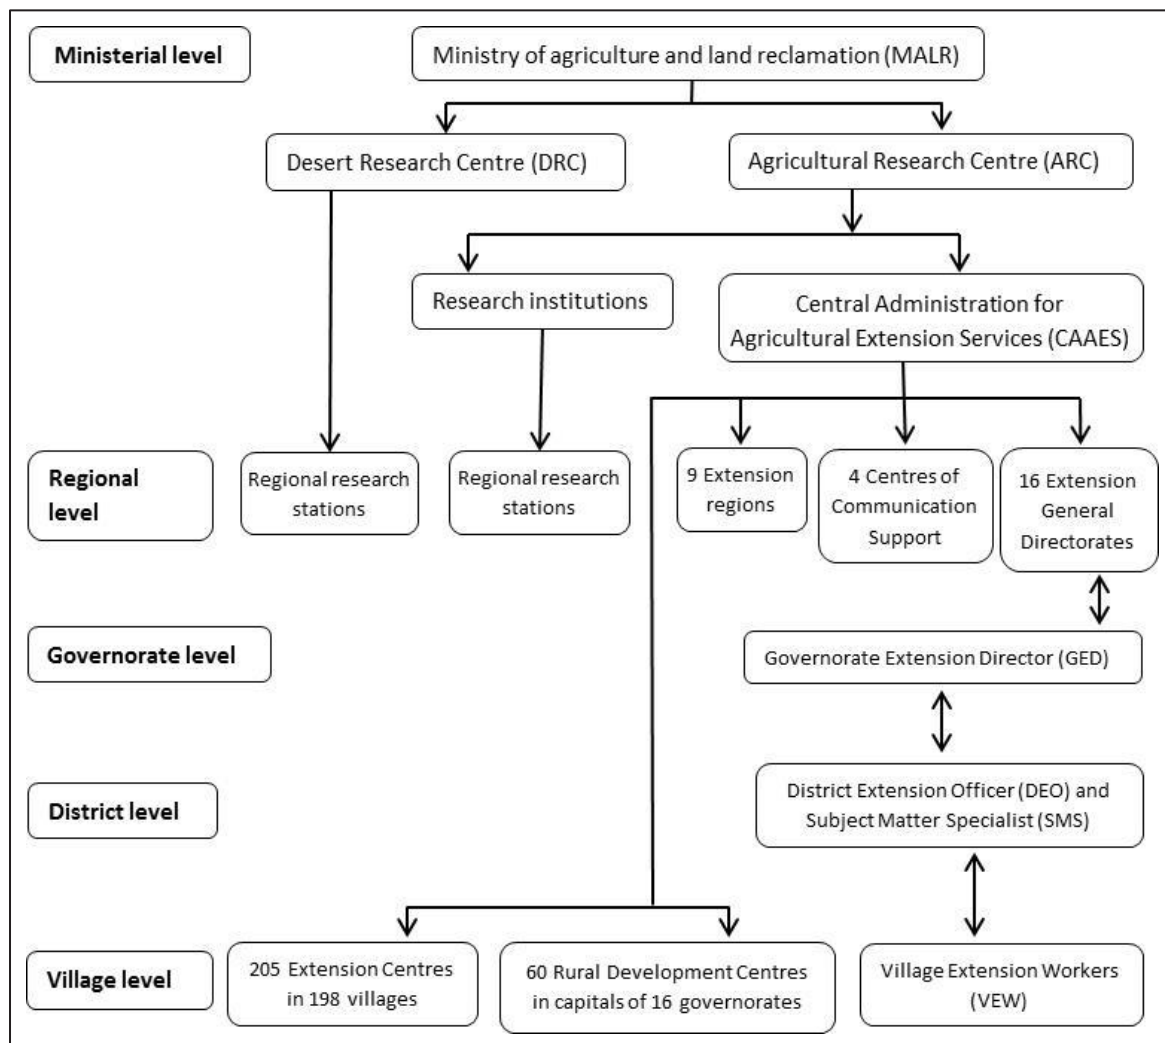 Ministerial level
Ministry of agriculture and land reclamation (MALR)
Desert Research Centre (DRC)
Agricultural Research Centre (ARC)
Research institutions
Central Administration for
Agricultural Extension Services (CAAES)
Regional
level
Regional research
stations
Regional research
stations
9 Extension
regions
4 Centres of
Communication
Support
16 Extension
General
Directorates
Governorate level
Governorate Extension Director (GED)
District level
District Extension Officer (DEO) and
Subject Matter Specialist (SMS)
Village level
205 Extension Centres
in 198 villages
60 Rural Development Centres
in capitals of 16 governorates
Village Extension Workers
(VEW)